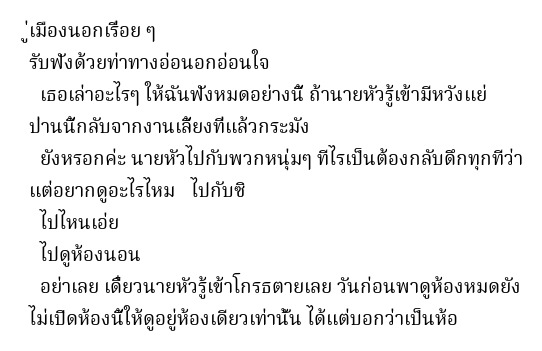 ู่เมืองนอกเรื่อย ๆ
รับฟังด้วยท่าทางอ่อนอกอ่อนใจ
เธอเล่าอะไรๆ ให้ฉันฟังหมดอย่างนี้ ถ้านายหัวรู้เข้ามีหวังแย่
ปานนี้กลับจากงานเลี้ยงทีแล้วกระมัง
ยังหรอกค่ะ นายหัวไปกับพวกหนุ่มๆ ทีไรเป็นต้องกลับดึกทุกทีว่า
แต่อยากดูอะไรไหม ไปกับซิ
ไปไหนเอ่ย
ไปดูห้องนอน
อย่าเลย เดี๋ยวนายหัวรู้เข้าโกรธตายเลย วันก่อนพาดูห้องหมดยัง
ไม่เปิดห้องนี้ให้ดูอยู่ห้องเดียวเท่านั้น ได้แต่บอกว่าเป็นห้อ